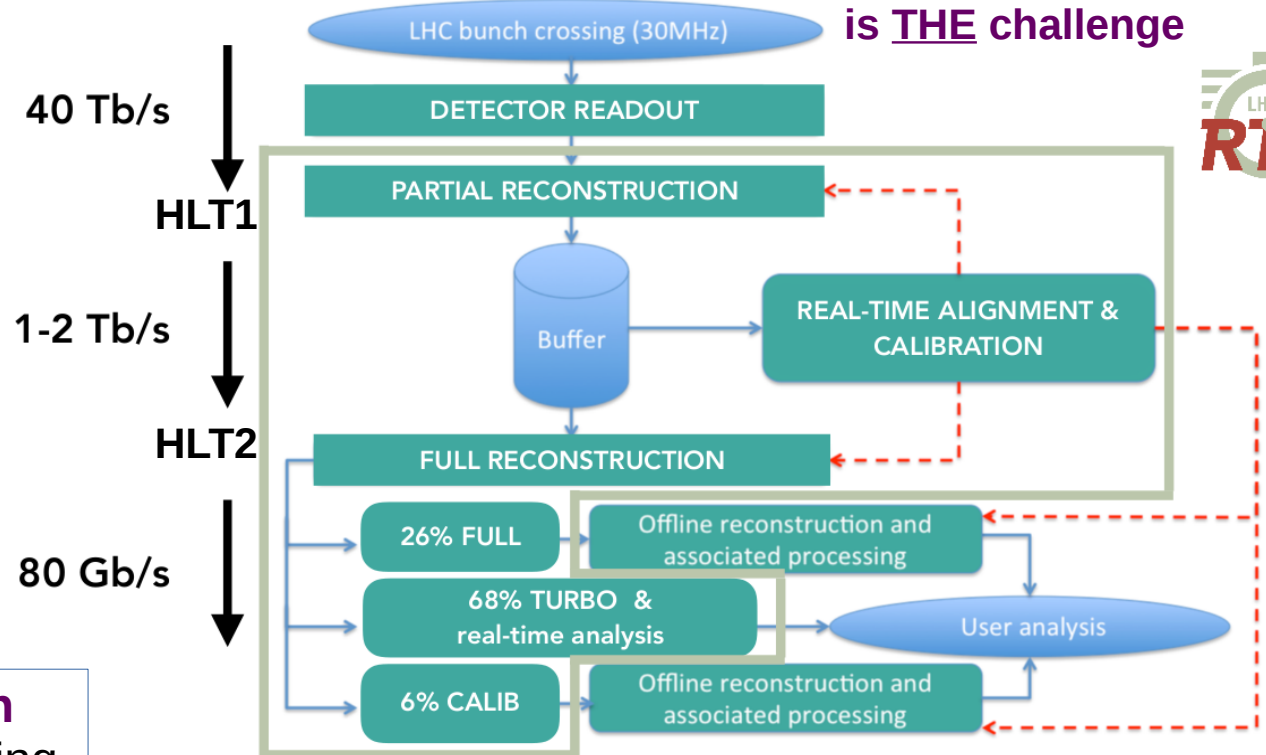 LHC bunch crossing (30MHz)
is THE challenge
40 Tb/s
DETECTOR READOUT
LH
RT
PARTIAL RECONSTRUCTION
HLT1
1-2 Tb/s
Buffer
REAL-TIME ALIGNMENT &
CALIBRATION
HLT2
FULL RECONSTRUCTION
80 Gb/s
26% FULL
Offline reconstruction and
associated processing
68% TURBO &
real-time analysis
User analysis
6% CALIB
Offline reconstruction and
associated processing